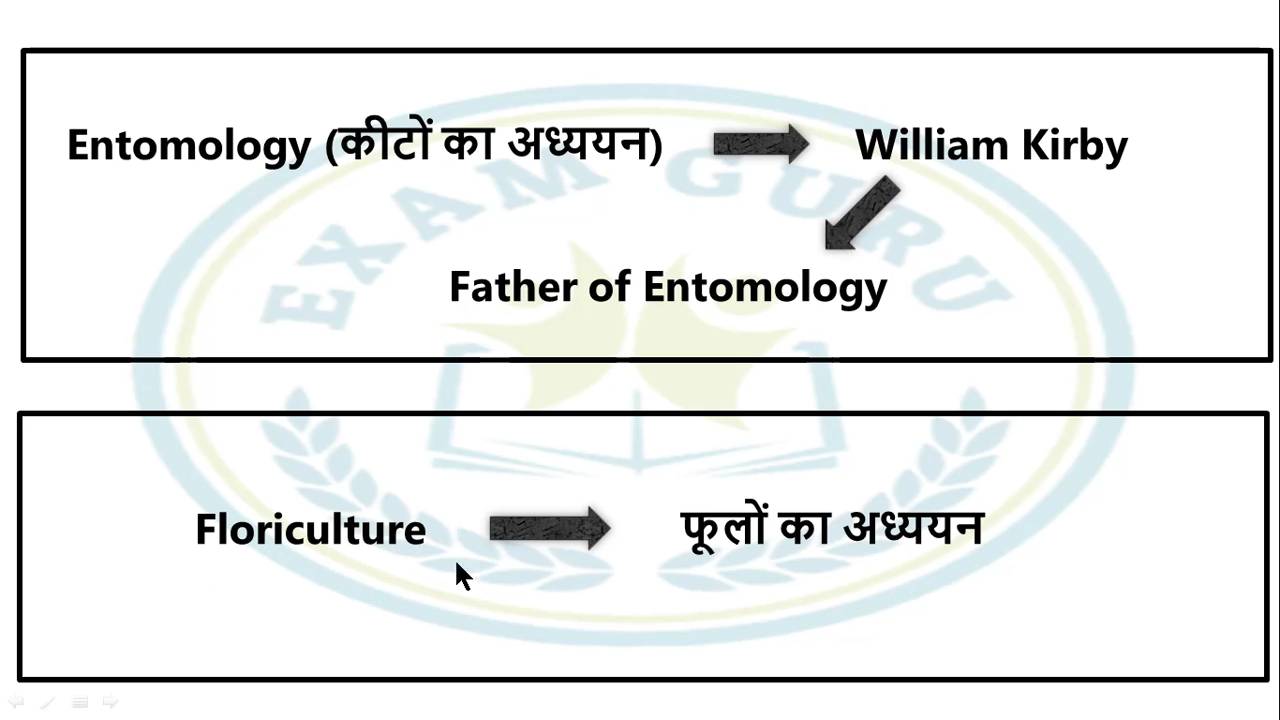 Entomology (कीटों का अध्ययन) William Kirby
Father of Entomology
Floriculture फूलों का अध्ययन
EXAM GURU